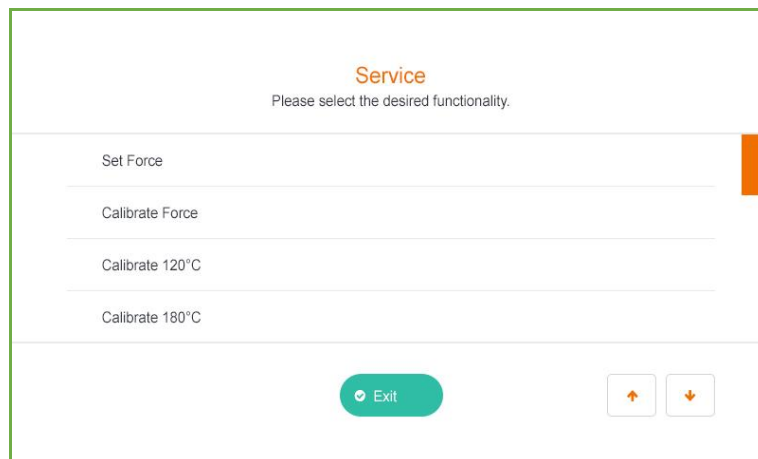 Service
Please select the desired functionality.
Set Force
Calibrate Force
Calibrate 120°C
Calibrate 180°C
Exit